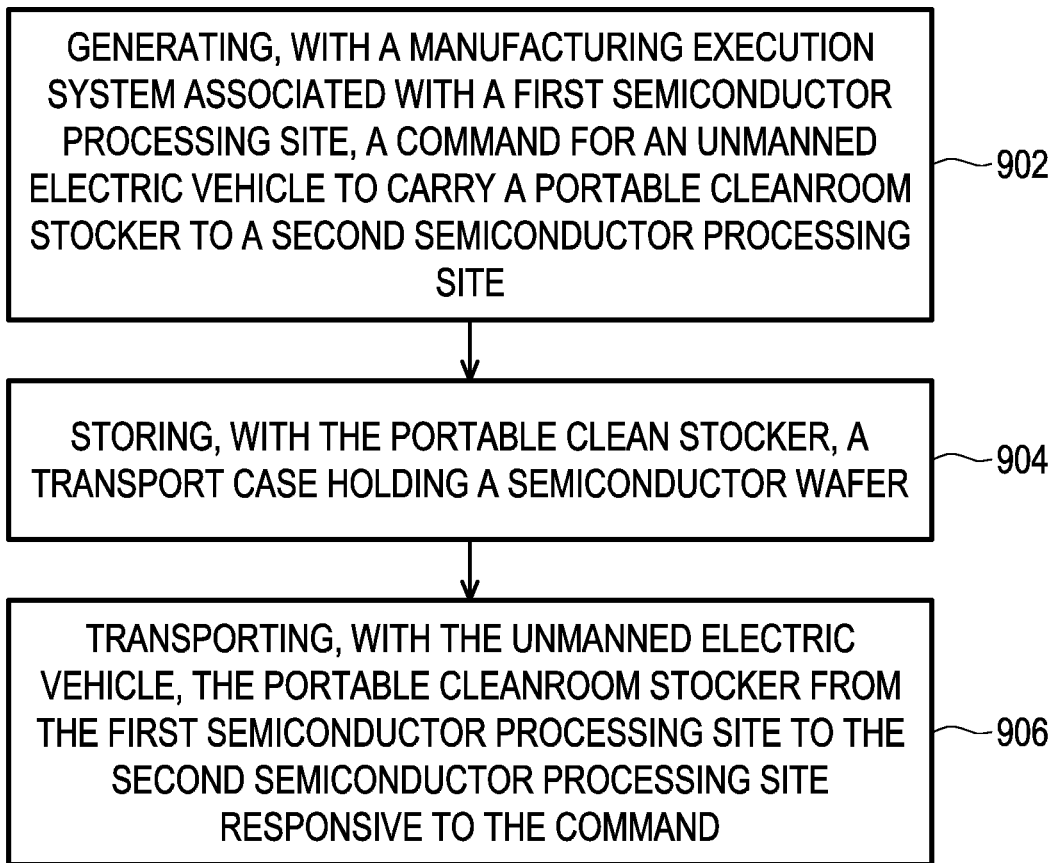 GENERATING, WITH A MANUFACTURING EXECUTION
SYSTEM ASSOCIATED WITH A FIRST SEMICONDUCTOR
PROCESSING SITE, A COMMAND FOR AN UNMANNED
ELECTRIC VEHICLE TO CARRY A PORTABLE CLEANROOM
STOCKER TO A SECOND SEMICONDUCTOR PROCESSING
SITE
902
STORING, WITH THE PORTABLE CLEAN STOCKER, A
TRANSPORT CASE HOLDING A SEMICONDUCTOR WAFER
904
TRANSPORTING, WITH THE UNMANNED ELECTRIC
VEHICLE, THE PORTABLE CLEANROOM STOCKER FROM
THE FIRST SEMICONDUCTOR PROCESSING SITE TO THE
SECOND SEMICONDUCTOR PROCESSING SITE
RESPONSIVE TO THE COMMAND
906